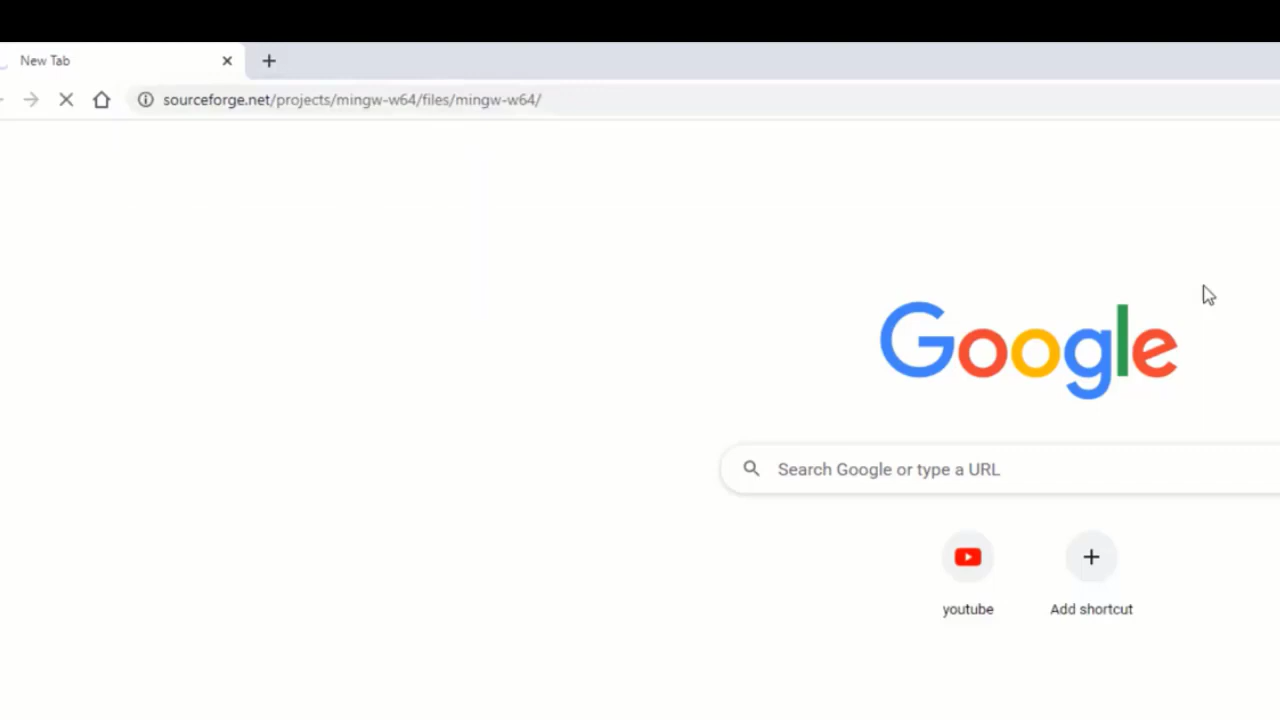 New Tab
sourceforge.net/projects/mingw-w64/files/mingw-w64/
Google
Search Google or type a URL
youtube
Add shortcut